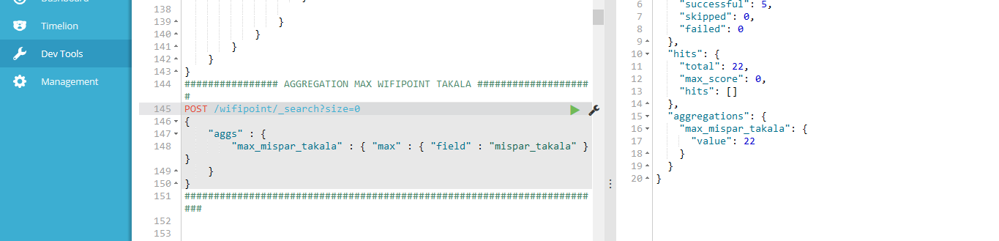 Dashboard
Timelion
Dev Tools
Management
138
139 }
140 }
141 }
142 }
143 }
144 ################ AGGREGATION MAX WIFIPOINT TAKALA ###################
#
145 POST /wifipoint/_search?size=0
146 {
147 "aggs" : {
148 "max_mispar_takala" : { "max" : { "field" : "mispar_takala" }
}
149 }
150 }
151 #####################################################################
###
152
153
6 "successful": 5,
7 "skipped": 0,
8 "failed": 0
9 },
10 "hits": {
11 "total": 22,
12 "max_score": 0,
13 "hits": []
14 },
15 "aggregations": {
16 "max_mispar_takala": {
17 "value": 22
18 }
19 }
20 }